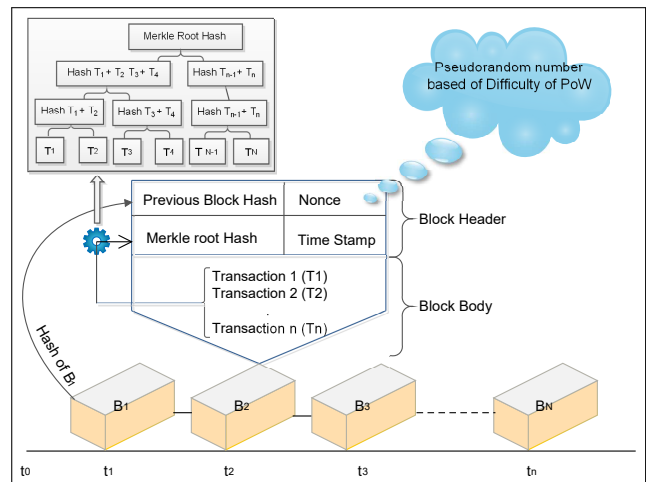 Merkle Root Hash
Hash T1 + T2 T3 + T4
Hash Tn-1 + Tn
Hash T1 + T2
Hash T3 + T4
Hash Tn-1 + Tn
T1
T2
T3
T4
T N-1
TN
Pseudorandom number
based of Difficulty of PoW
Previous Block Hash
Nonce
Merkle root Hash
Time Stamp
Block Header
Transaction 1 (T1)
Transaction 2 (T2)
.
Transaction n (Tn)
Block Body
Hash of B1
B1
B2
B3
BN
t0
t1
t2
t3
tn